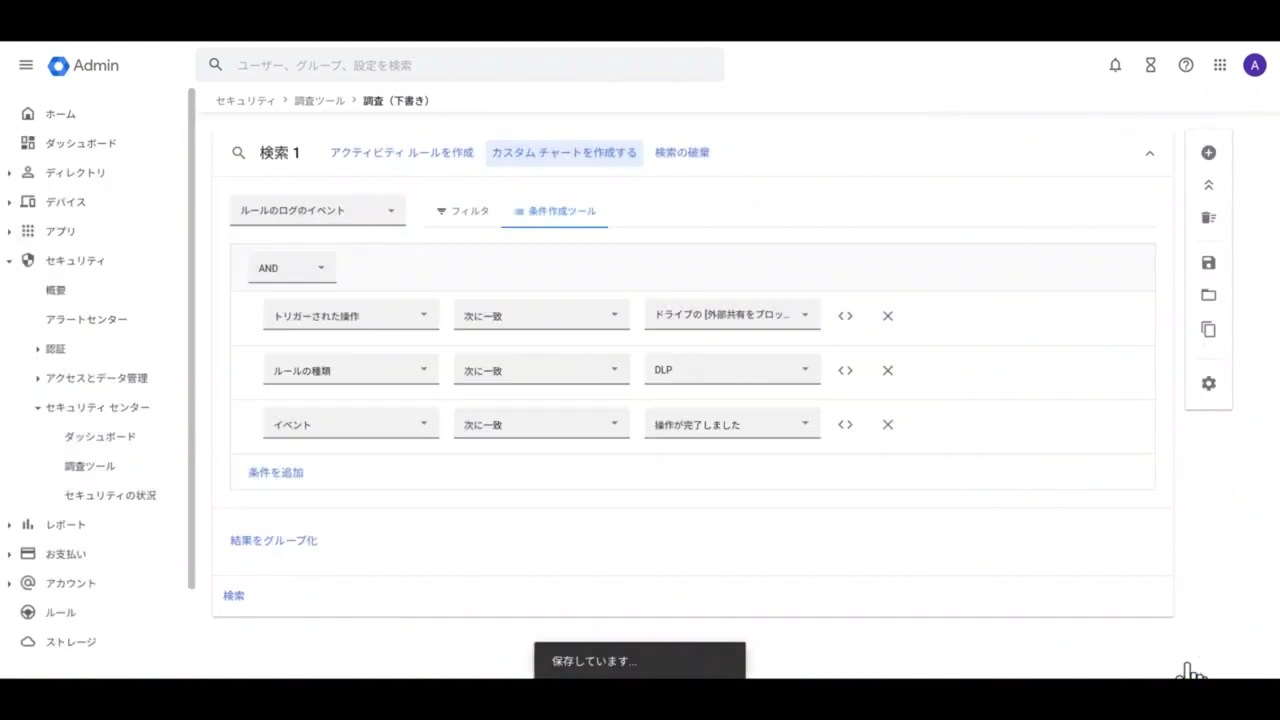 Admin
ユーザー、グループ、設定を検索
A
セキュリティ > 調査ツール > 調査（下書き）
ホーム
ダッシュボード
ディレクトリ
デバイス
アプリ
セキュリティ
概要
アラートセンター
認証
アクセスとデータ管理
セキュリティ センター
ダッシュボード
調査ツール
セキュリティの状況
レポート
お支払い
アカウント
ルール
ストレージ
検索 1 アクティビティ ルールを作成 カスタム チャートを作成する 検索の破棄
ルールのログのイベント フィルタ 条件作成ツール
AND
トリガーされた操作 次に一致 ドライブの [外部共有をブロッ...
ルールの種類 次に一致 DLP
イベント 次に一致 操作が完了しました
条件を追加
結果をグループ化
検索
保存しています...